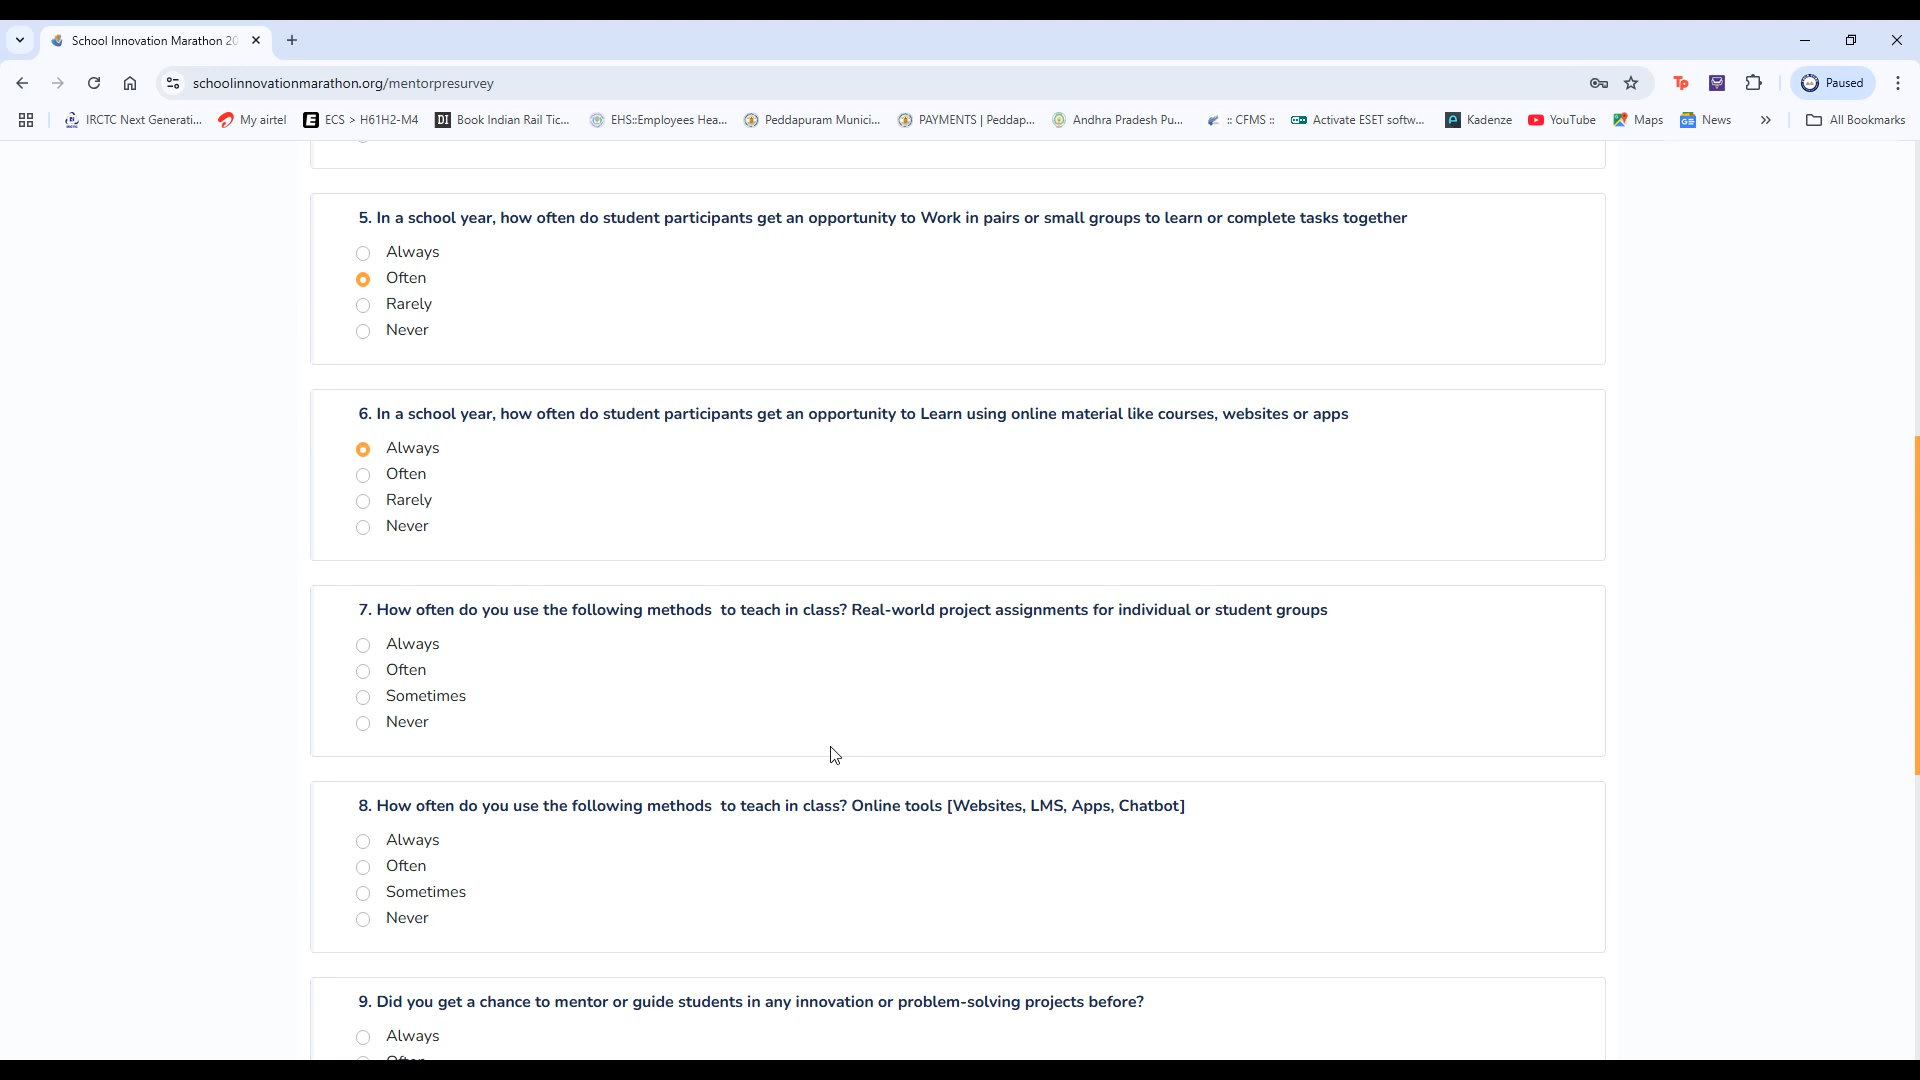 School Innovation Marathon 20
schoolinnovationmarathon.org/mentorpresurvey
Tp
Paused
IRCTC Next Generati...
My airtel
ECS > H61H2-M4
DI Book Indian Rail Tic...
EHS::Employees Hea...
Peddapuram Munici...
PAYMENTS | Peddap...
Andhra Pradesh Pu...
:: CFMS ::
Activate ESET softw...
Kadenze
YouTube
Maps
News
All Bookmarks
5. In a school year, how often do student participants get an opportunity to Work in pairs or small groups to learn or complete tasks together
Always
Often
Rarely
Never
6. In a school year, how often do student participants get an opportunity to Learn using online material like courses, websites or apps
Always
Often
Rarely
Never
7. How often do you use the following methods to teach in class? Real-world project assignments for individual or student groups
Always
Often
Sometimes
Never
8. How often do you use the following methods to teach in class? Online tools [Websites, LMS, Apps, Chatbot]
Always
Often
Sometimes
Never
9. Did you get a chance to mentor or guide students in any innovation or problem-solving projects before?
Always
Often